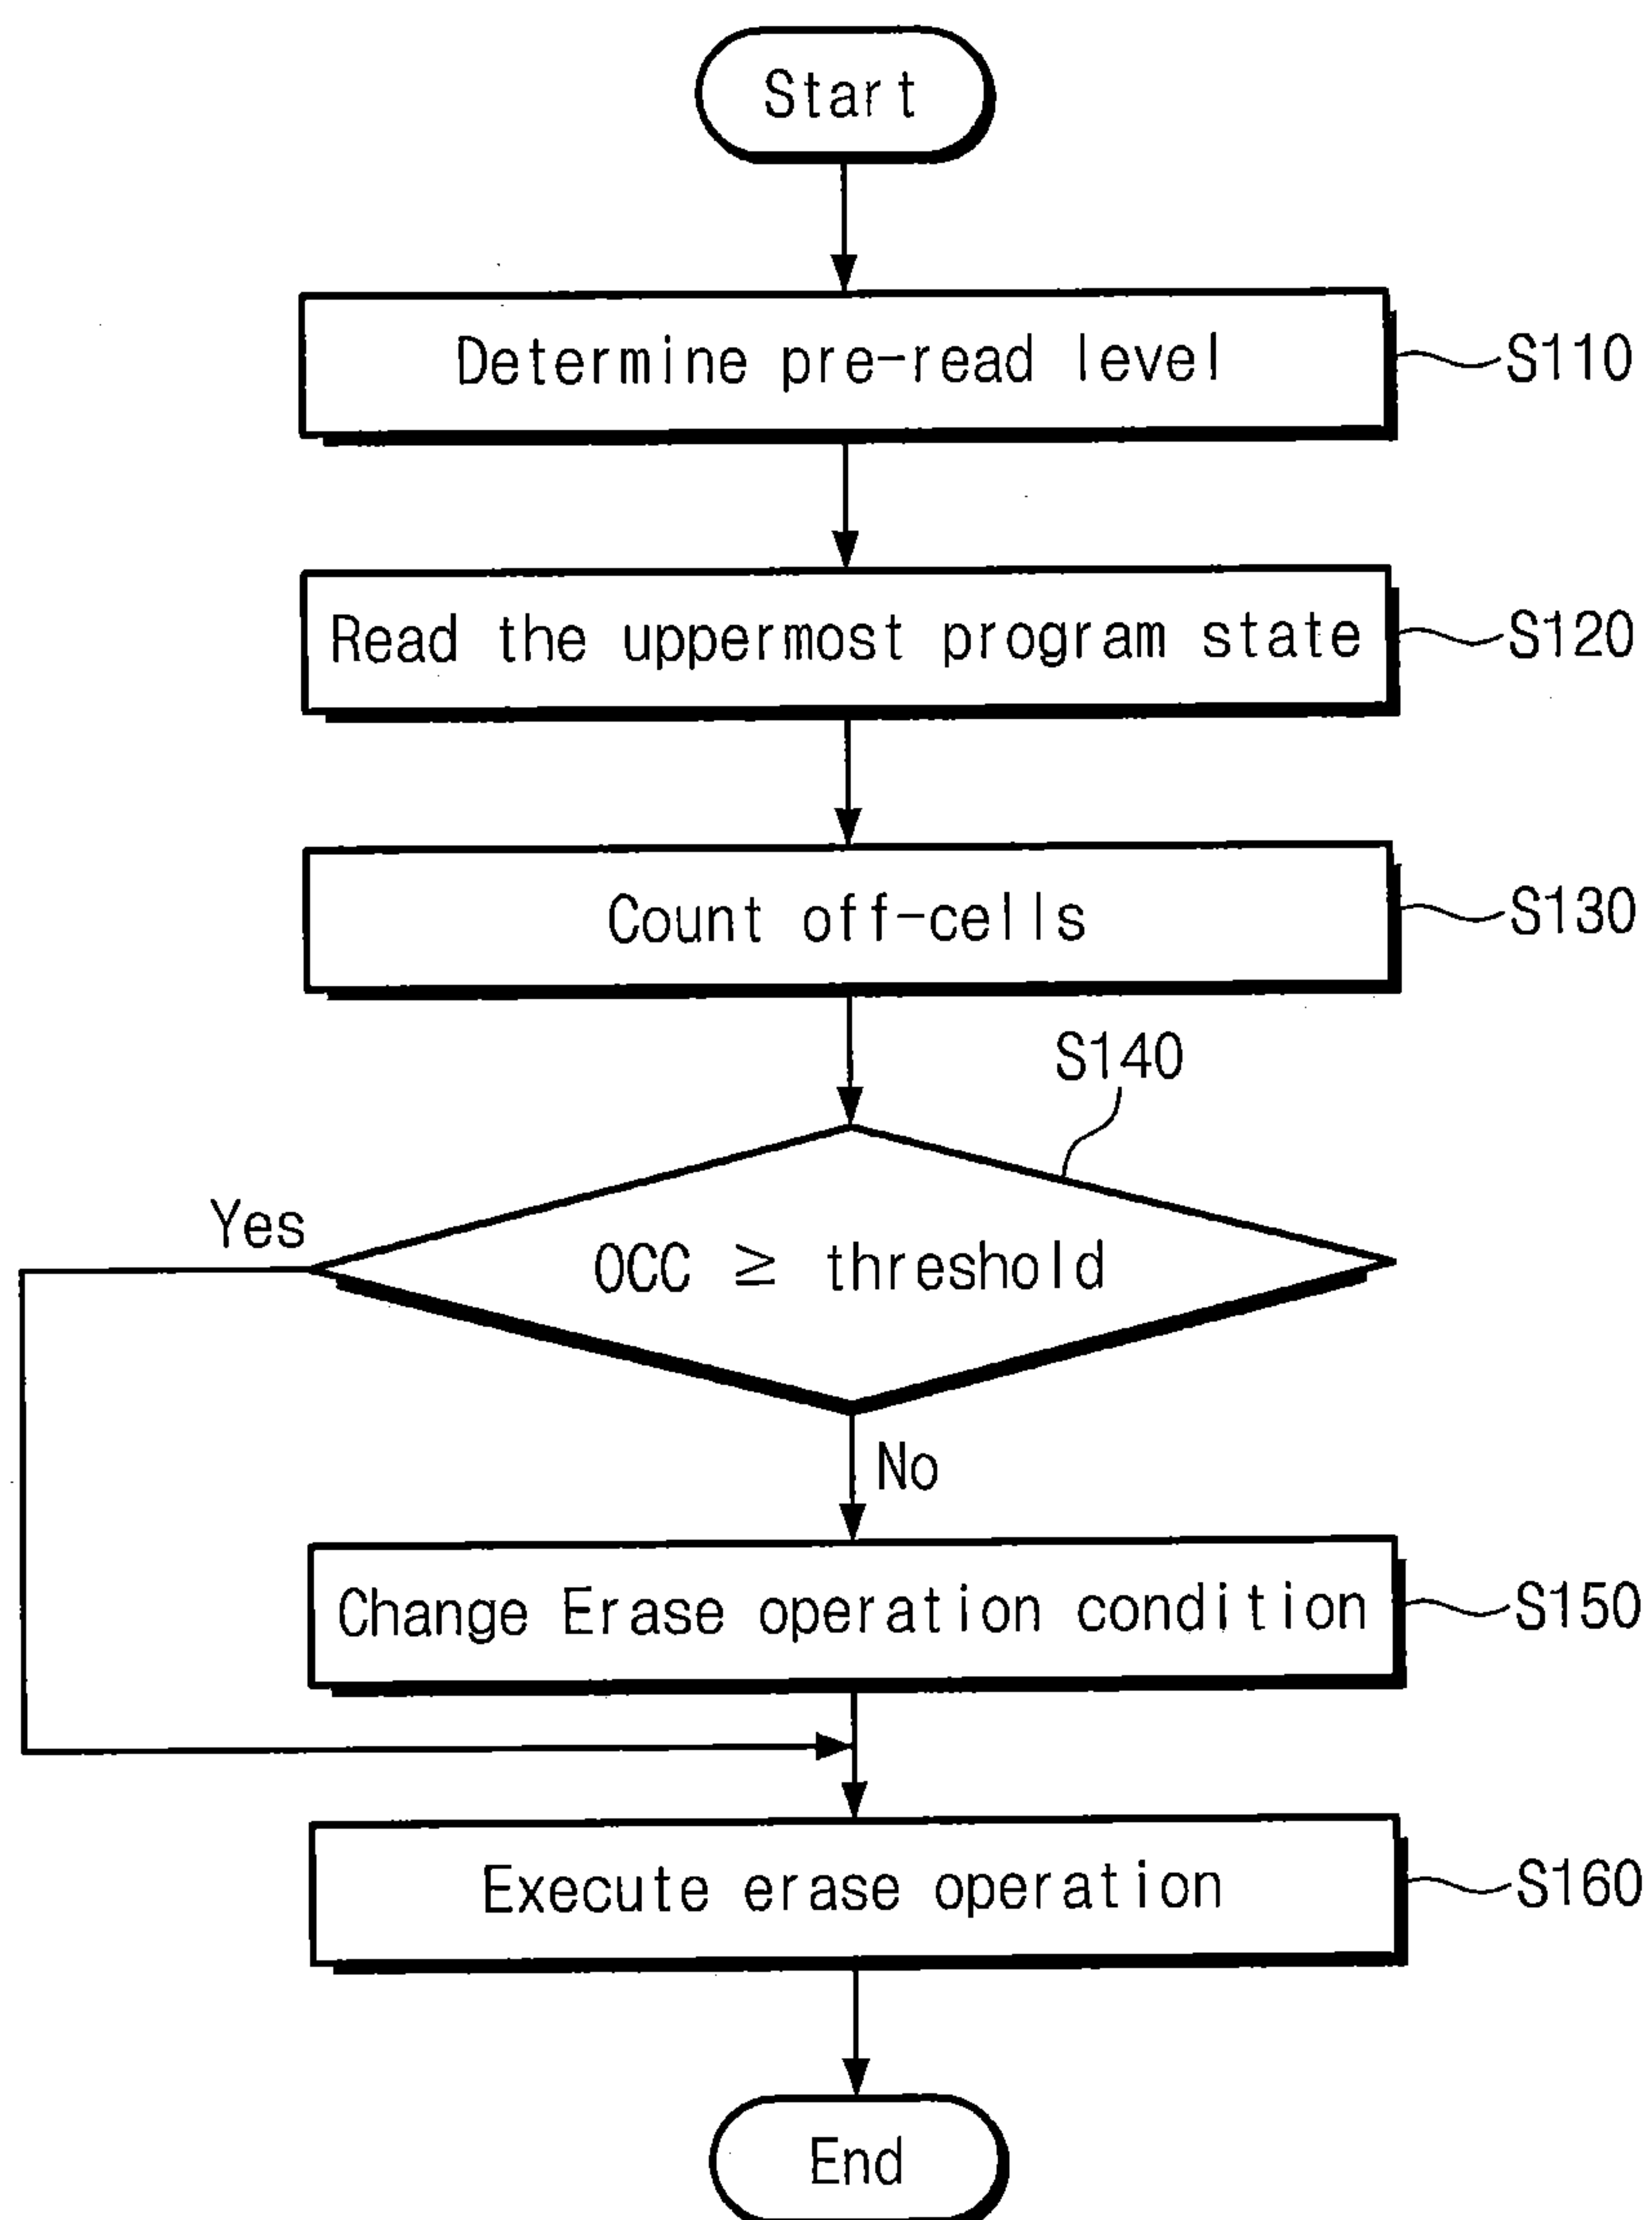 Start
Determine pre-read level
S110
Read the uppermost program state
S120
Count off-cells
S130
S140
Yes
OCC ≥ threshold
No
Change Erase operation condition
S150
Execute erase operation
S160
End